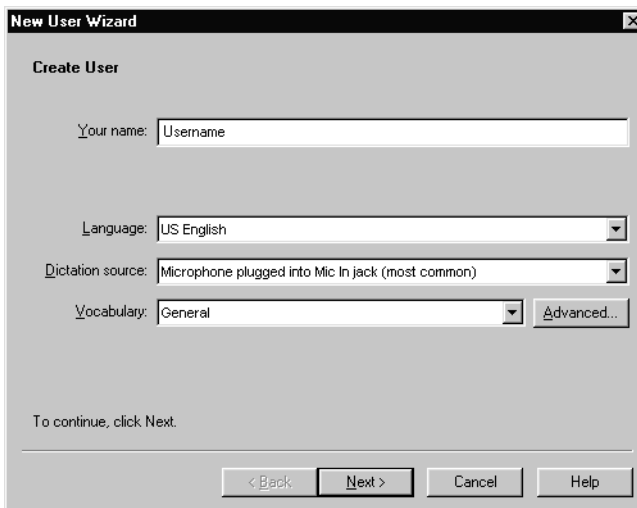 New User Wizard
Create User
Your name: Username
Language: US English
Dictation source: Microphone plugged into Mic In jack (most common)
Vocabulary: General Advanced...
To continue, click Next.
< Back Next > Cancel Help